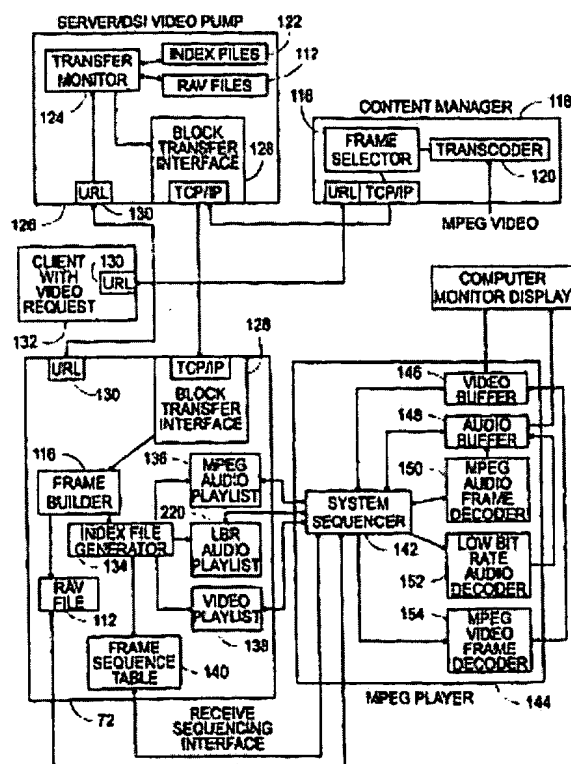 SERVER/DSI VIDEO PUMP
122
TRANSFER
MONITOR
INDEX FILES
RAV FILES
112
124
BLOCK
TRANSFER
INTERFACE
128
URL
TCP/IP
126
130
CONTENT MANAGER
118
118
FRAME
SELECTOR
TRANSCODER
URL
TCP/IP
120
MPEG VIDEO
CLIENT
WITH
VIDEO
REQUEST
130
URL
132
COMPUTER
MONITOR DISPLAY
128
URL
130
TCP/IP
BLOCK
TRANSFER
INTERFACE
116
FRAME
BUILDER
136
MPEG
AUDIO
PLAYLIST
220
INDEX FILE
GENERATOR
134
LBR
AUDIO
PLAYLIST
RAV
FILE
112
VIDEO
PLAYLIST
138
FRAME
SEQUENCE
TABLE
140
72
RECEIVE
SEQUENCING
INTERFACE
SYSTEM
SEQUENCER
142
146
VIDEO
BUFFER
148
AUDIO
BUFFER
150
MPEG
AUDIO
FRAME
DECODER
152
LOW BIT
RATE
AUDIO
DECODER
154
MPEG
VIDEO
FRAME
DECODER
MPEG PLAYER
144